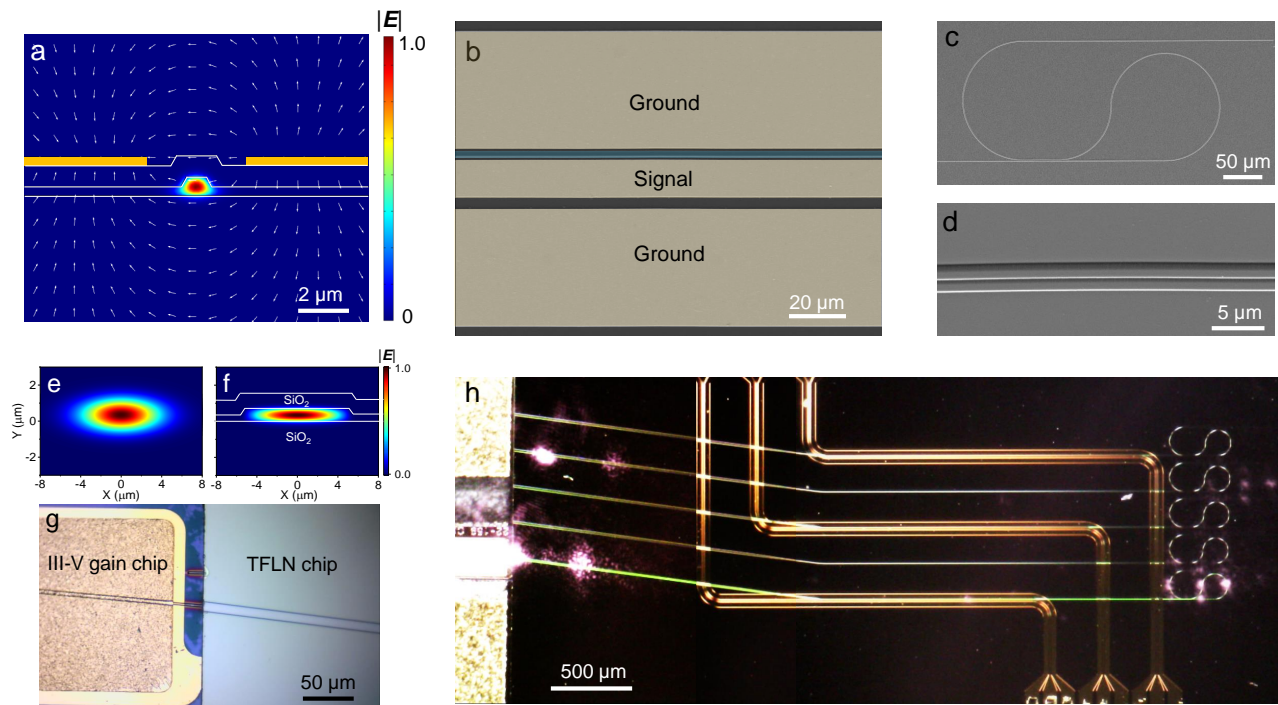 a
|E|
1.0
0
2 μm
b
Ground
Signal
Ground
20 μm
c
50 μm
d
5 μm
e
Y (μm)
2
0
-2
-8
-4
0
4
8
X (μm)
f
SiO2
SiO2
-4
0
4
8
X (μm)
|E|
1.0
0.0
g
III-V gain chip
TFLN chip
50 μm
h
500 μm